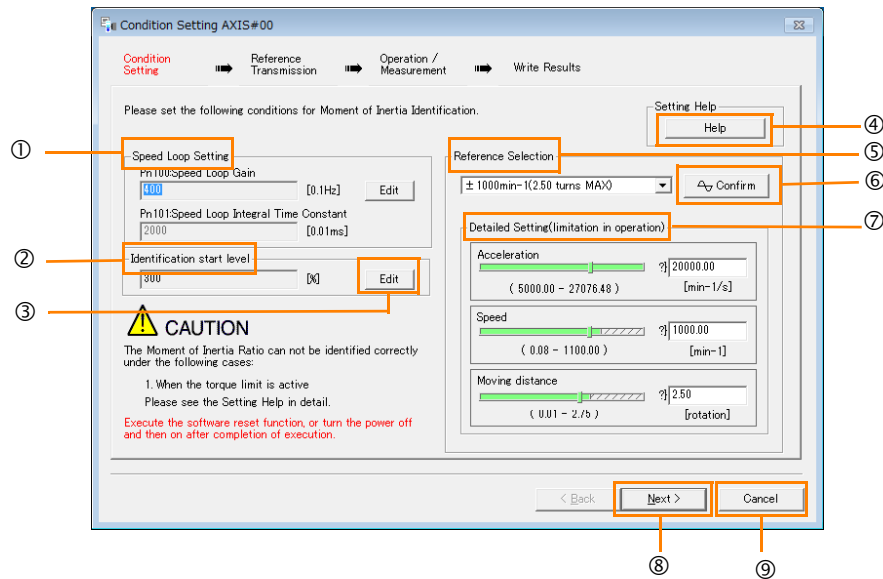 Condition Setting AXIS#00
Condition Setting
Reference Transmission
Operation / Measurement
Write Results
Please set the following conditions for Moment of Inertia Identification.
Setting Help
Help
④
①
Speed Loop Setting
Pn100:Speed Loop Gain
400 [0.1Hz] Edit
Pn101:Speed Loop Integral Time Constant
2000 [0.01ms]
②
Identification start level
300 [%] Edit
③
CAUTION
The Moment of Inertia Ratio can not be identified correctly
under the following cases:
1. When the torque limit is active
Please see the Setting Help in detail.
Execute the software reset function, or turn the power off
and then on after completion of execution.
Reference Selection
⑤
± 1000min-1(2.50 turns MAX) Confirm
⑥
Detailed Setting(limitation in operation)
⑦
Acceleration
?} 20000.00
( 5000.00 - 27076.48 ) [min-1/s]
Speed
?} 1000.00
( 0.08 - 1100.00 ) [min-1]
Moving distance
?} 2.50
( 0.01 - 2.75 ) [rotation]
< Back Next > Cancel
⑧ ⑨